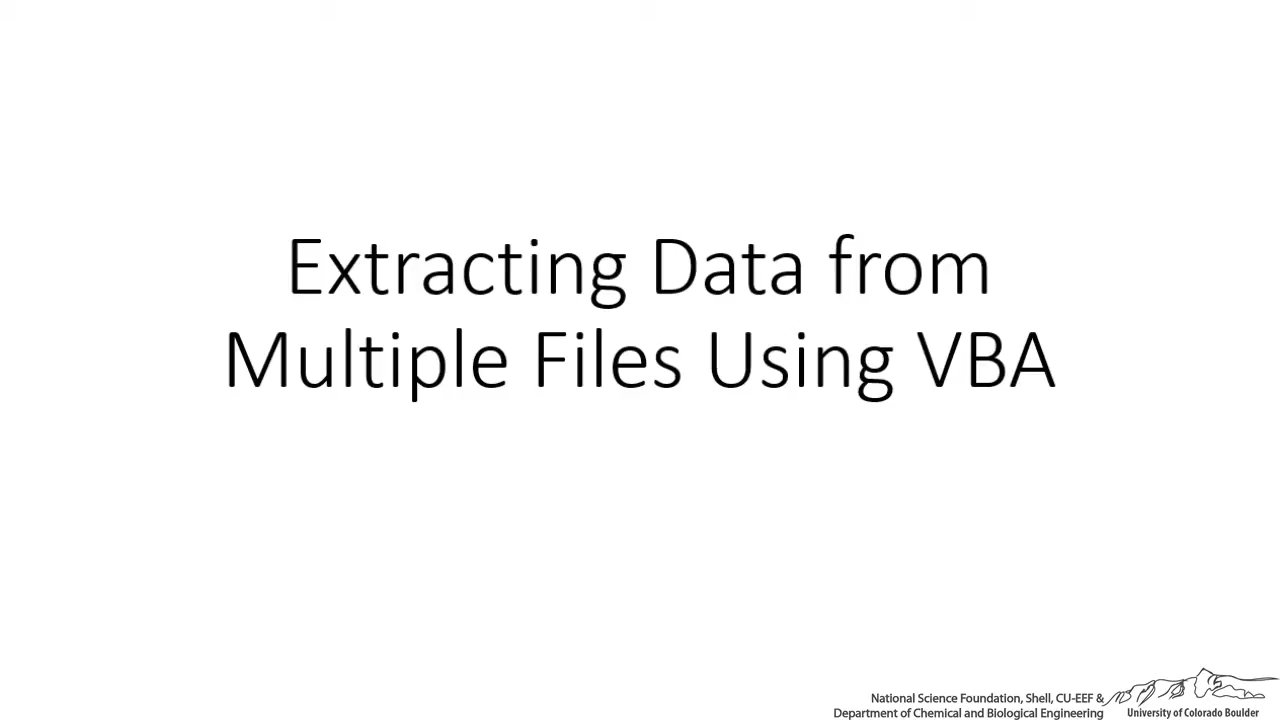 Extracting Data from
Multiple Files Using VBA
National Science Foundation, Shell, CU-EEF &
Department of Chemical and Biological Engineering
University of Colorado Boulder